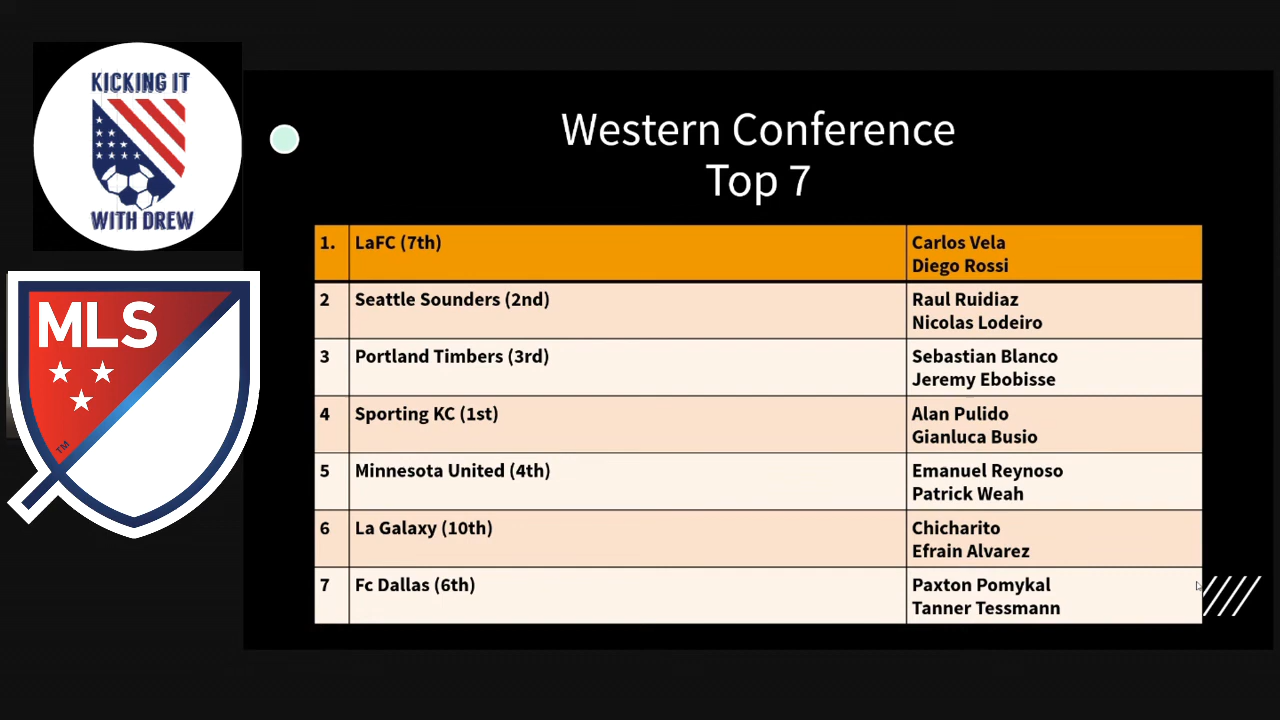 KICKING IT
WITH DREW
MLS
TM
Western Conference
Top 7
1. LaFC (7th) Carlos Vela
Diego Rossi
2 Seattle Sounders (2nd) Raul Ruidiaz
Nicolas Lodeiro
3 Portland Timbers (3rd) Sebastian Blanco
Jeremy Ebobisse
4 Sporting KC (1st) Alan Pulido
Gianluca Busio
5 Minnesota United (4th) Emanuel Reynoso
Patrick Weah
6 La Galaxy (10th) Chicharito
Efrain Alvarez
7 Fc Dallas (6th) Paxton Pomykal
Tanner Tessmann